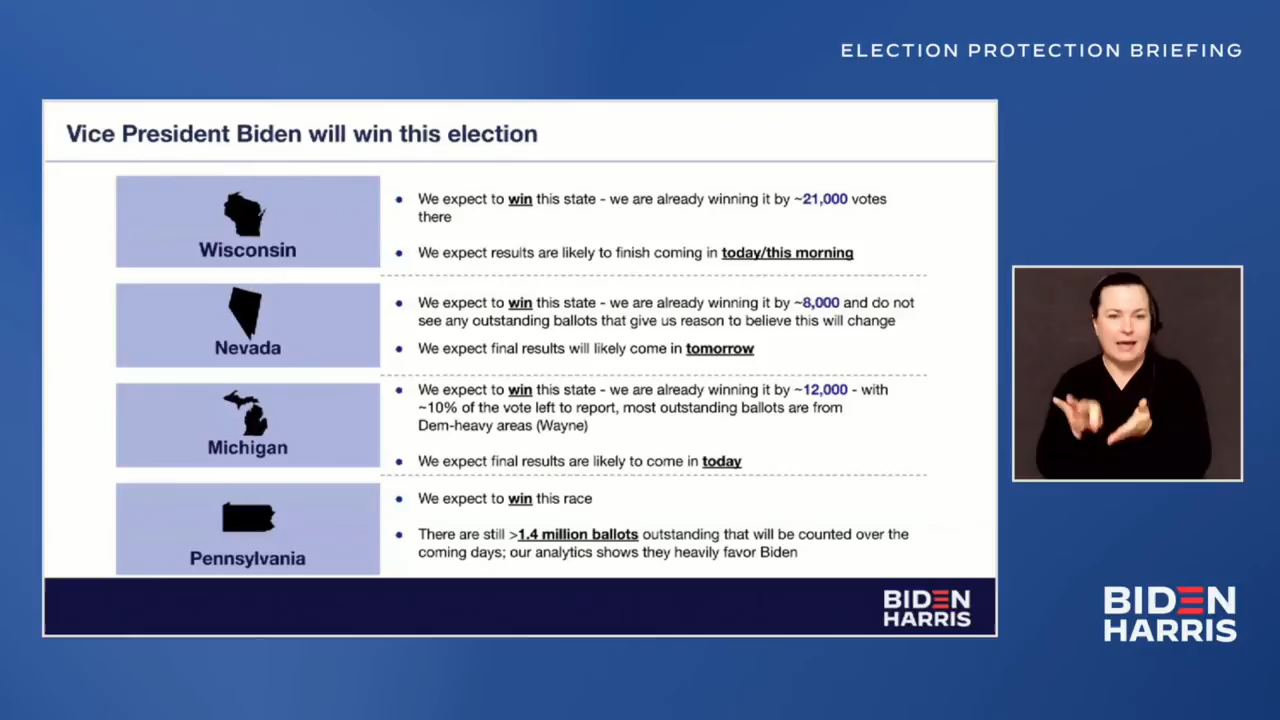 ELECTION PROTECTION BRIEFING
Vice President Biden will win this election
Wisconsin
We expect to win this state - we are already winning it by ~21,000 votes
there
We expect results are likely to finish coming in today/this morning
Nevada
We expect to win this state - we are already winning it by ~8,000 and do not
see any outstanding ballots that give us reason to believe this will change
We expect final results will likely come in tomorrow
Michigan
We expect to win this state - we are already winning it by ~12,000 - with
~10% of the vote left to report, most outstanding ballots are from
Dem-heavy areas (Wayne)
We expect final results are likely to come in today
Pennsylvania
We expect to win this race
There are still >1.4 million ballots outstanding that will be counted over the
coming days; our analytics shows they heavily favor Biden
BIDEN
HARRIS
BIDEN
HARRIS